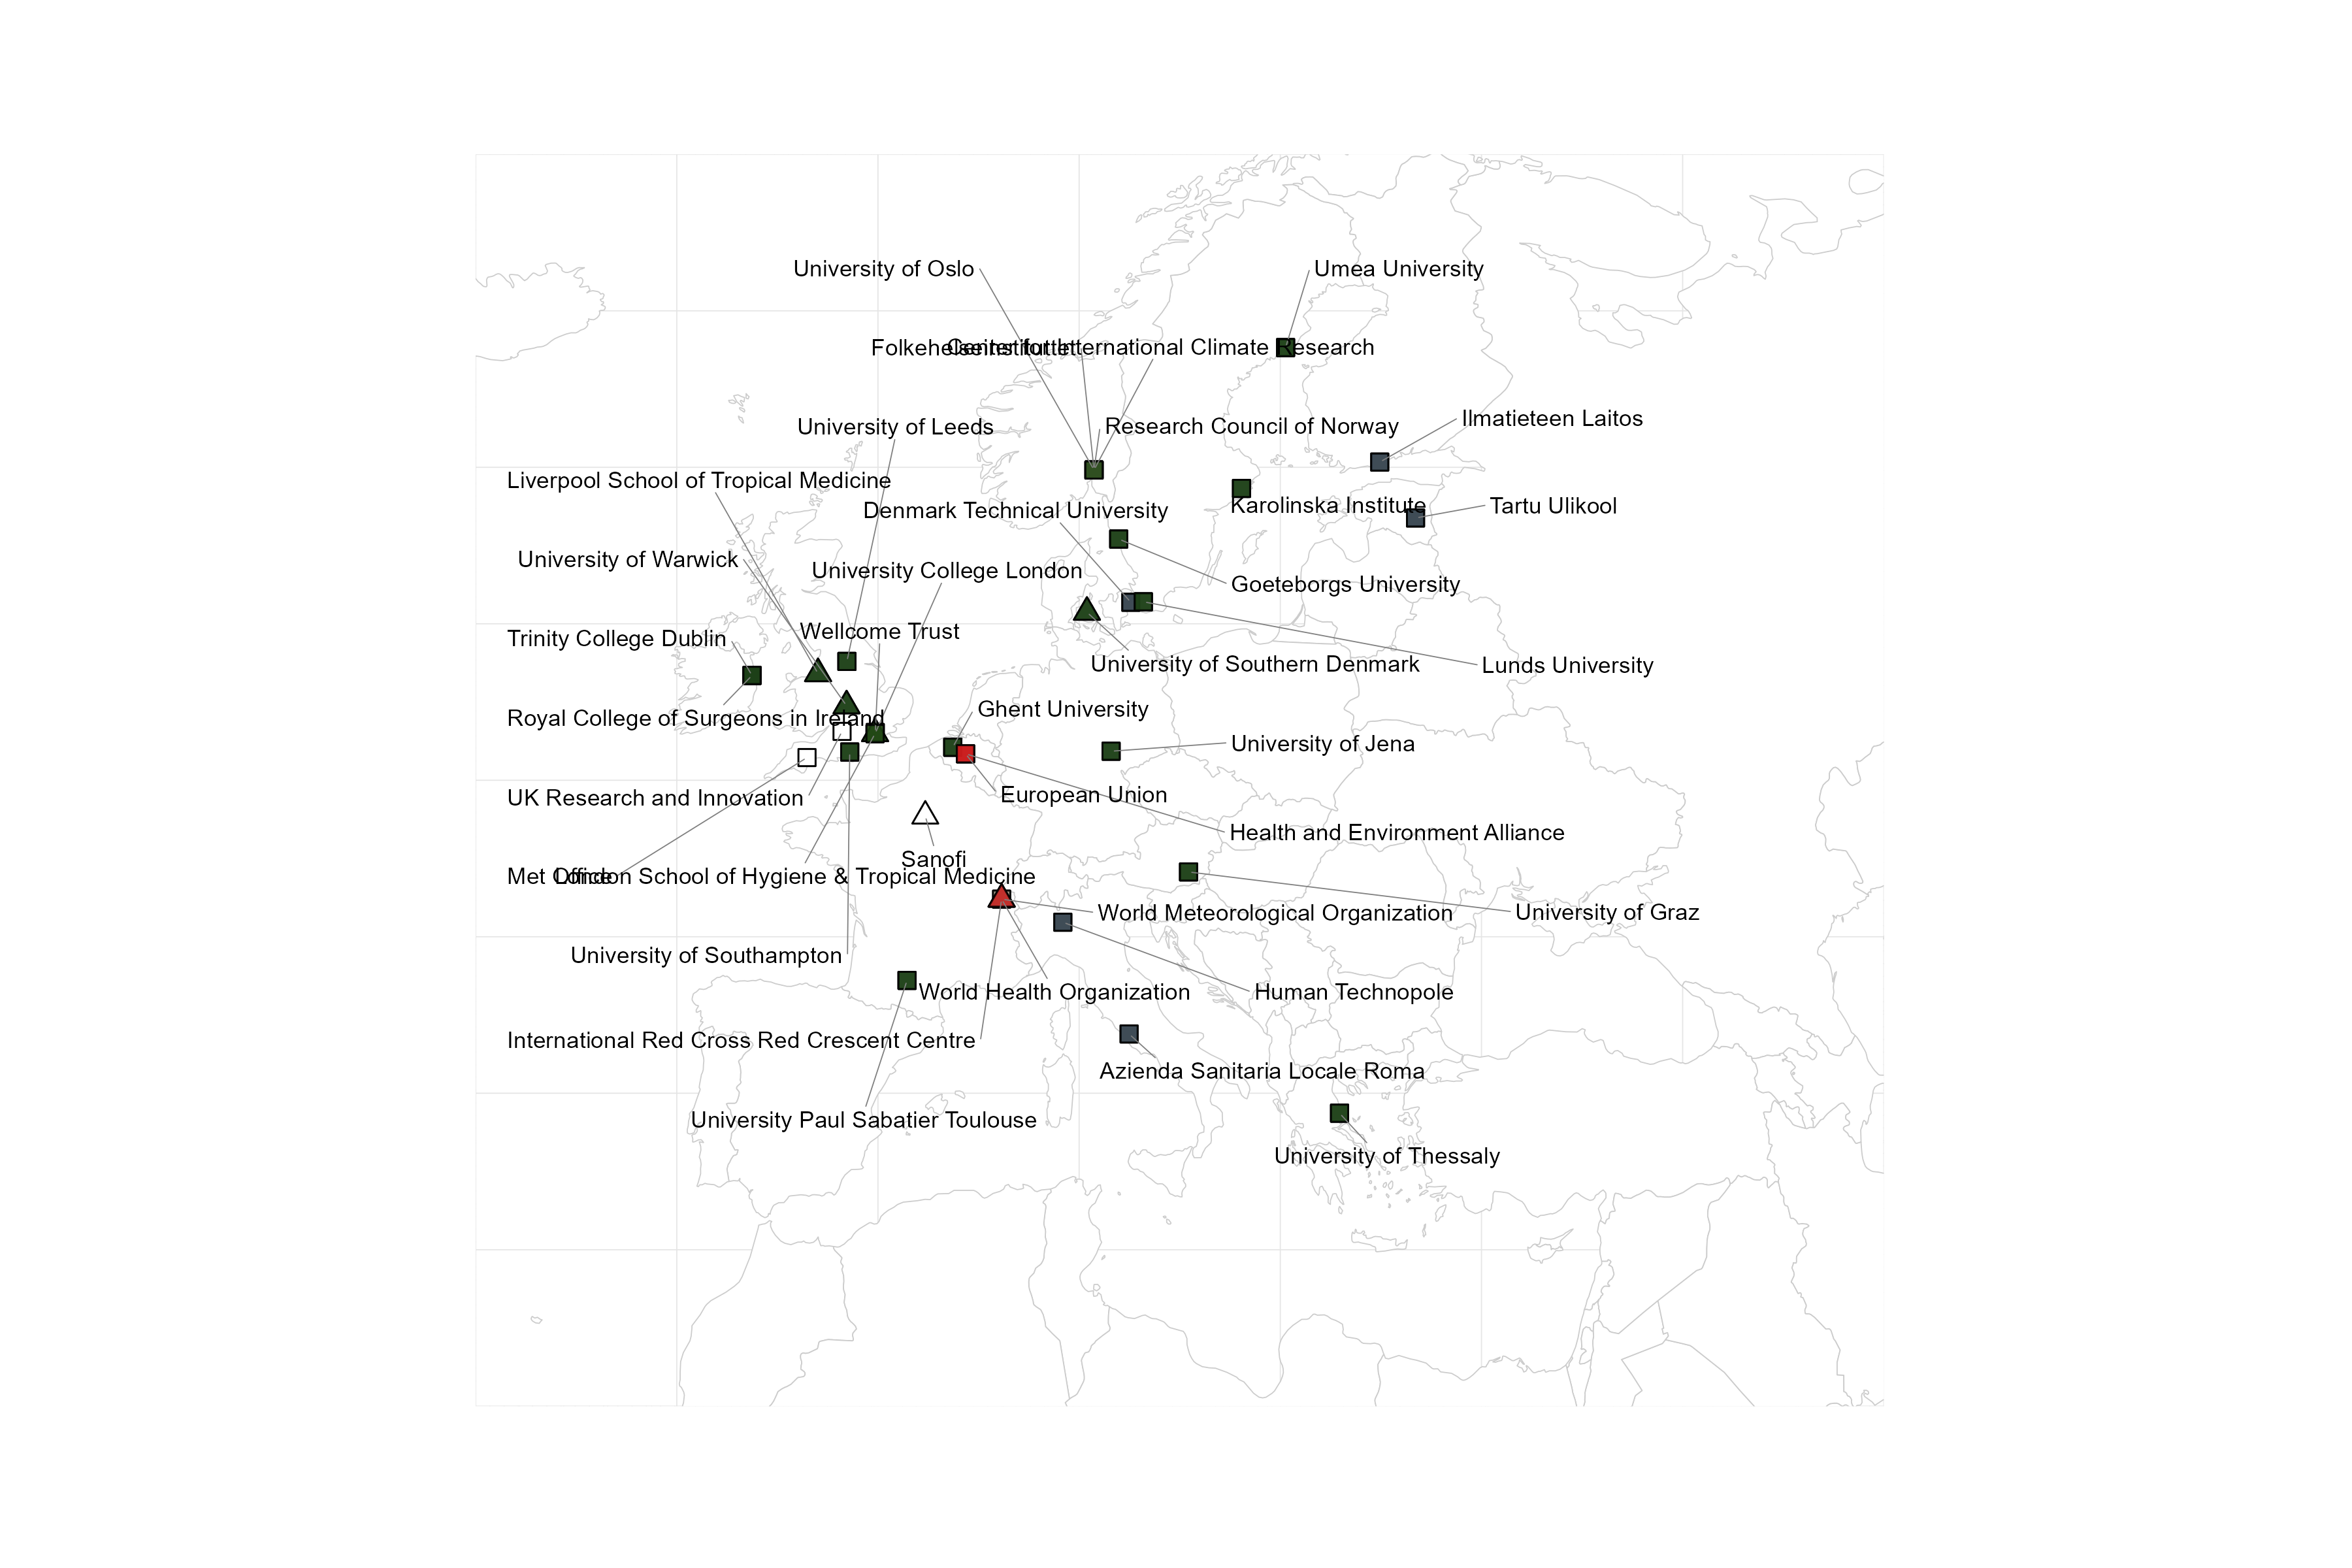 University of Oslo
Umea University
Folkehelseinstituttet
Center for International Climate Research
Ilmatieteen Laitos
University of Leeds
Research Council of Norway
Liverpool School of Tropical Medicine
Karolinska Institute
Tartu Ulikool
Denmark Technical University
University of Warwick
University College London
Goeteborgs University
Trinity College Dublin
Wellcome Trust
University of Southern Denmark
Lunds University
Royal College of Surgeons in Ireland
Ghent University
University of Jena
UK Research and Innovation
European Union
Health and Environment Alliance
Sanofi
Met Office
London School of Hygiene & Tropical Medicine
World Meteorological Organization
University of Graz
University of Southampton
World Health Organization
Human Technopole
International Red Cross Red Crescent Centre
Azienda Sanitaria Locale Roma
University Paul Sabatier Toulouse
University of Thessaly